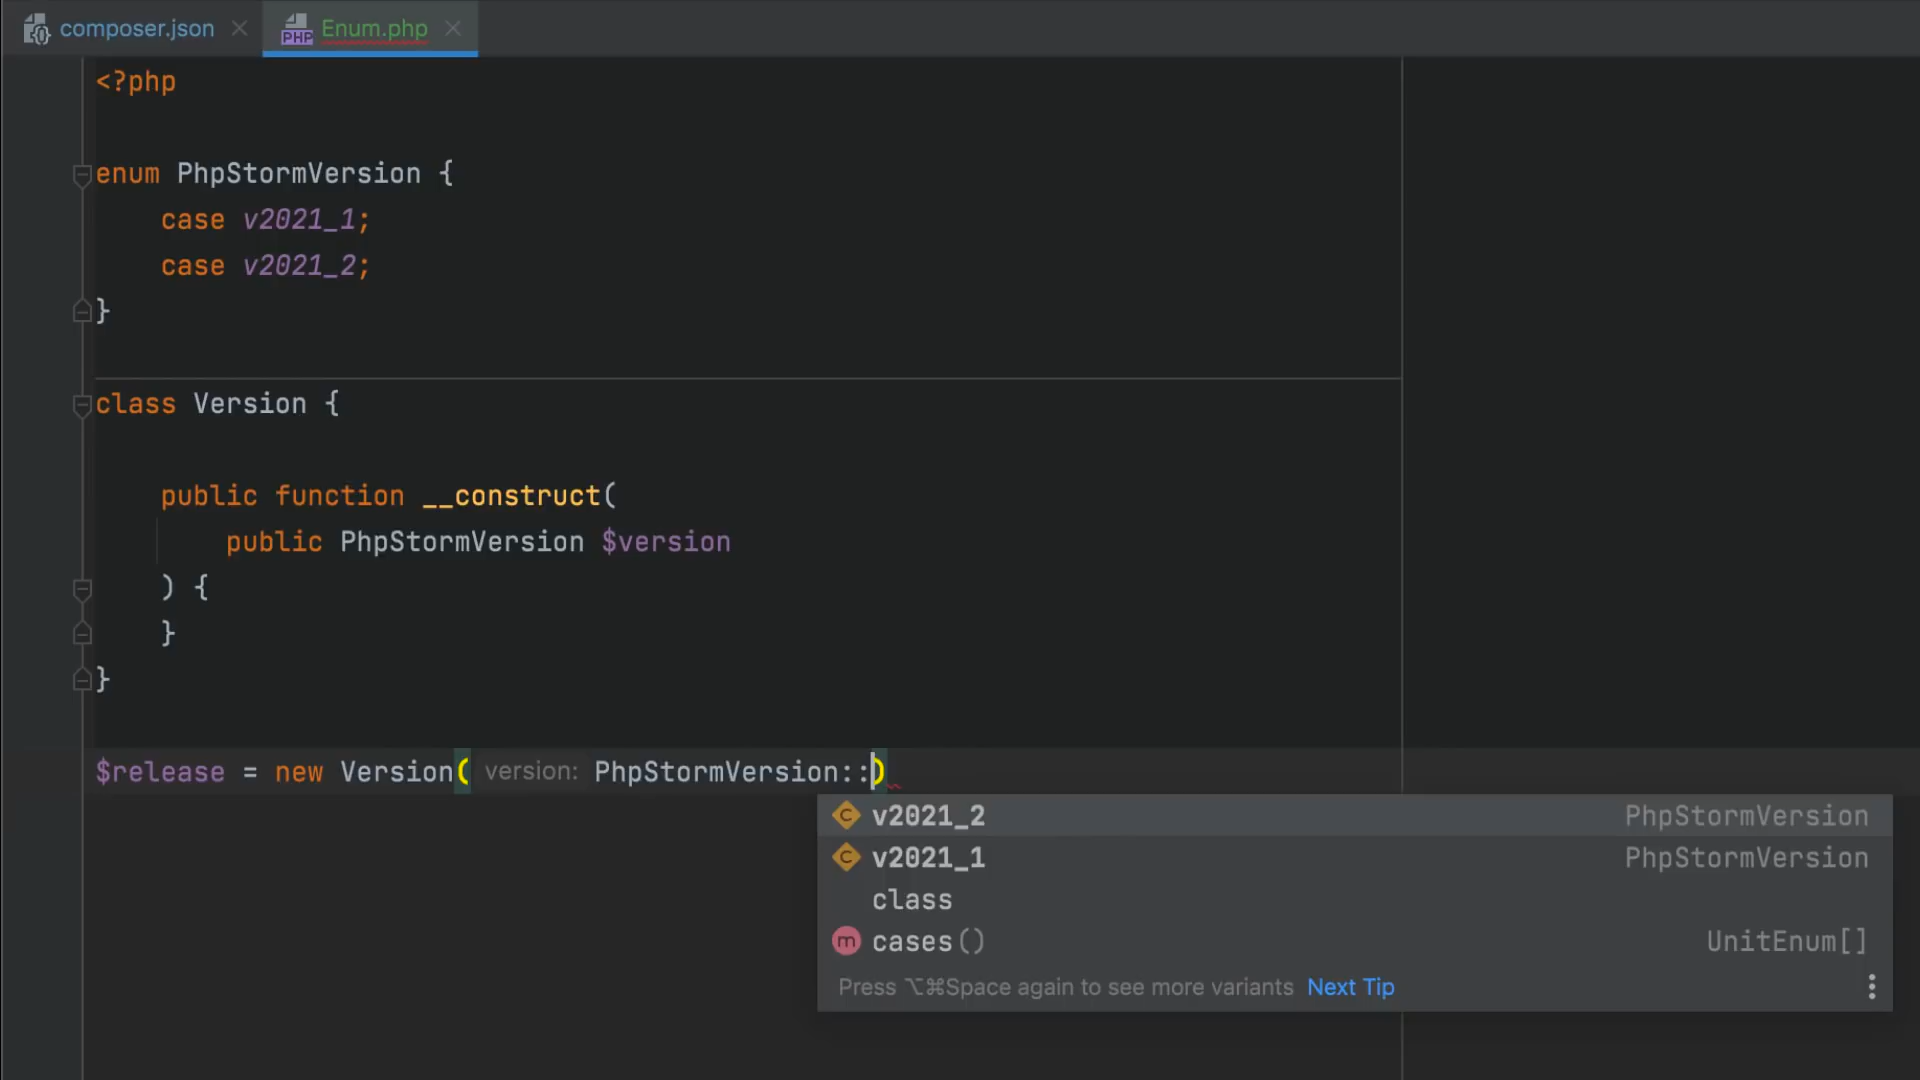 composer.json
PHP Enum.php
<?php
enum PhpStormVersion {
case v2021_1;
case v2021_2;
}
class Version {
public function __construct(
public PhpStormVersion $version
) {
}
}
$release = new Version( version: PhpStormVersion::)
C v2021_2 PhpStormVersion
C v2021_1 PhpStormVersion
class
m cases() UnitEnum[]
Press ⌥⌘Space again to see more variants Next Tip